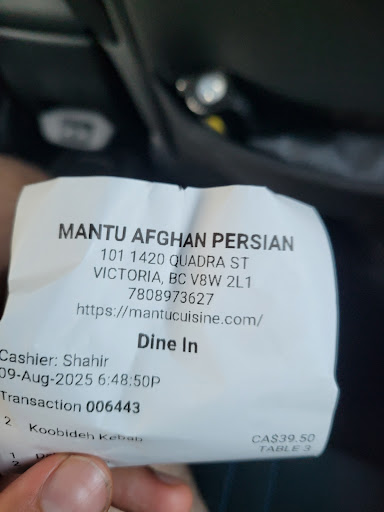 MANTU AFGHAN PERSIAN
101 1420 QUADRA ST
VICTORIA, BC V8W 2L1
7808973627
https://mantucuisine.com/
Dine In
Cashier: Shahir
09-Aug-2025 6:48:50P
Transaction 006443
CA$39.50
TABLE 3
2 Koobideh Kebab
1